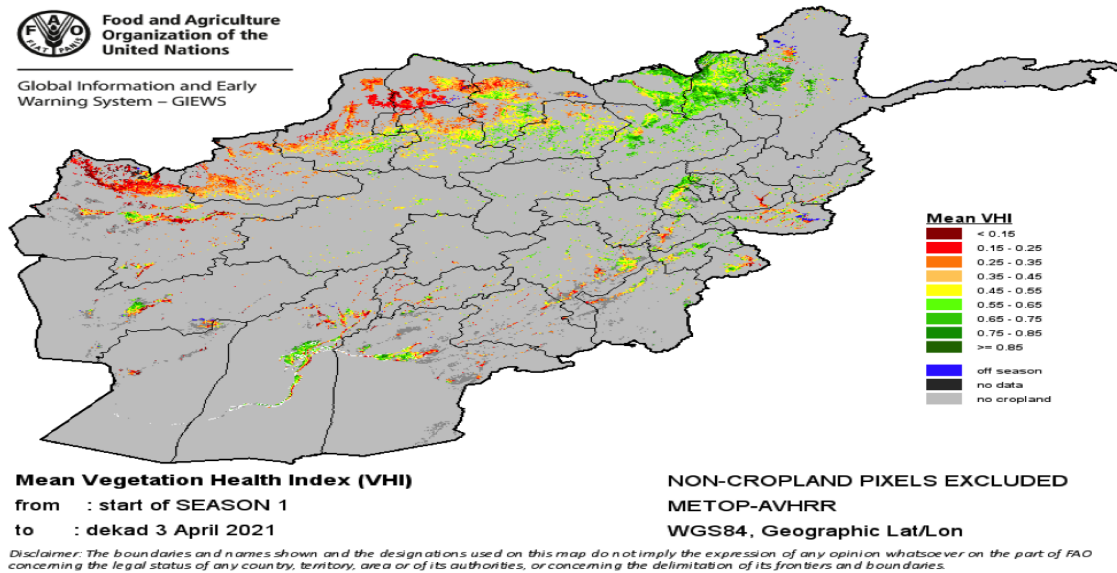 Food and Agriculture
Organization of the
United Nations
F A O
FIAT PANIS
Global Information and Early
Warning System – GIEWS
Mean VHI
< 0.15
0.15 - 0.25
0.25 - 0.35
0.35 - 0.45
0.45 - 0.55
0.55 - 0.65
0.65 - 0.75
0.75 - 0.85
>= 0.85
off season
no data
no cropland
Mean Vegetation Health Index (VHI)
from : start of SEASON 1
to : dekad 3 April 2021
NON-CROPLAND PIXELS EXCLUDED
METOP-AVHRR
WGS84, Geographic Lat/Lon
Disclaimer: The boundaries and names shown and the designations used on this map do not imply the expression of any opinion whatsoever on the part of FAO
concerning the legal status of any country, territory, area or of its authorities, or concerning the delimitation of its frontiers and boundaries.